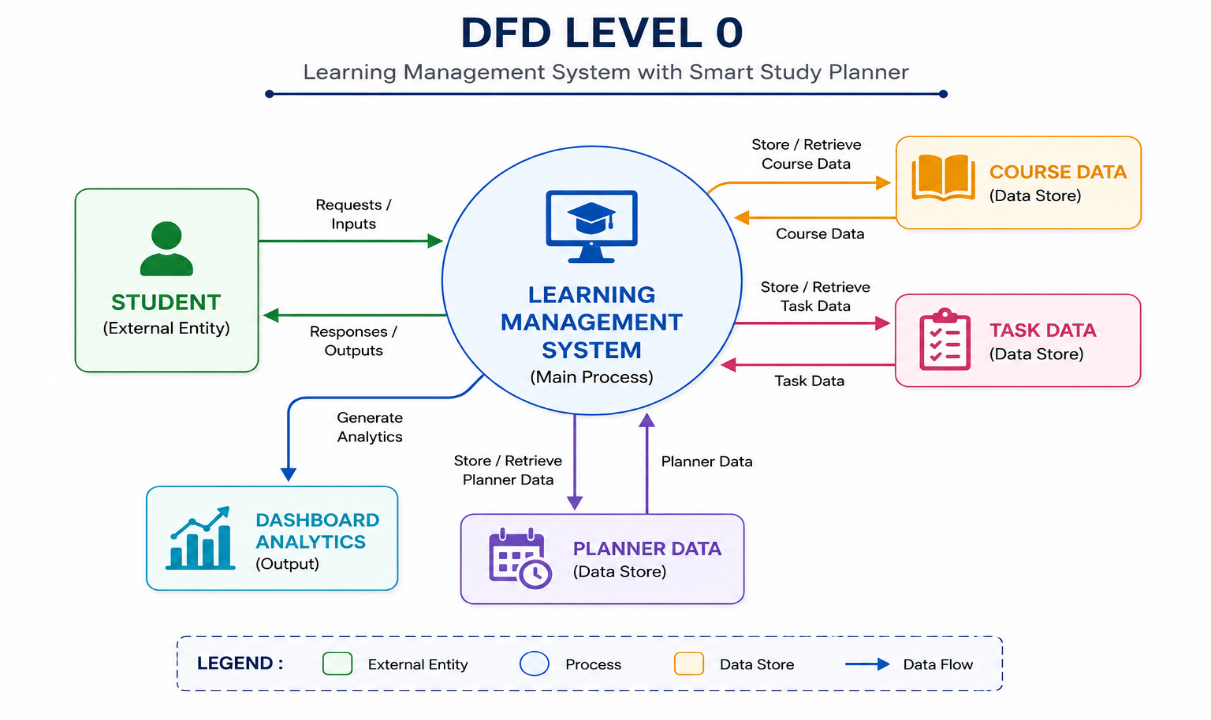 DFD LEVEL 0
Learning Management System with Smart Study Planner
Requests /
Inputs
STUDENT
(External Entity)
Responses /
Outputs
LEARNING
MANAGEMENT
SYSTEM
(Main Process)
Store / Retrieve
Course Data
COURSE DATA
(Data Store)
Course Data
Store / Retrieve
Task Data
TASK DATA
(Data Store)
Task Data
Generate
Analytics
DASHBOARD
ANALYTICS
(Output)
Store / Retrieve
Planner Data
Planner Data
PLANNER DATA
(Data Store)
LEGEND :
External Entity
Process
Data Store
Data Flow